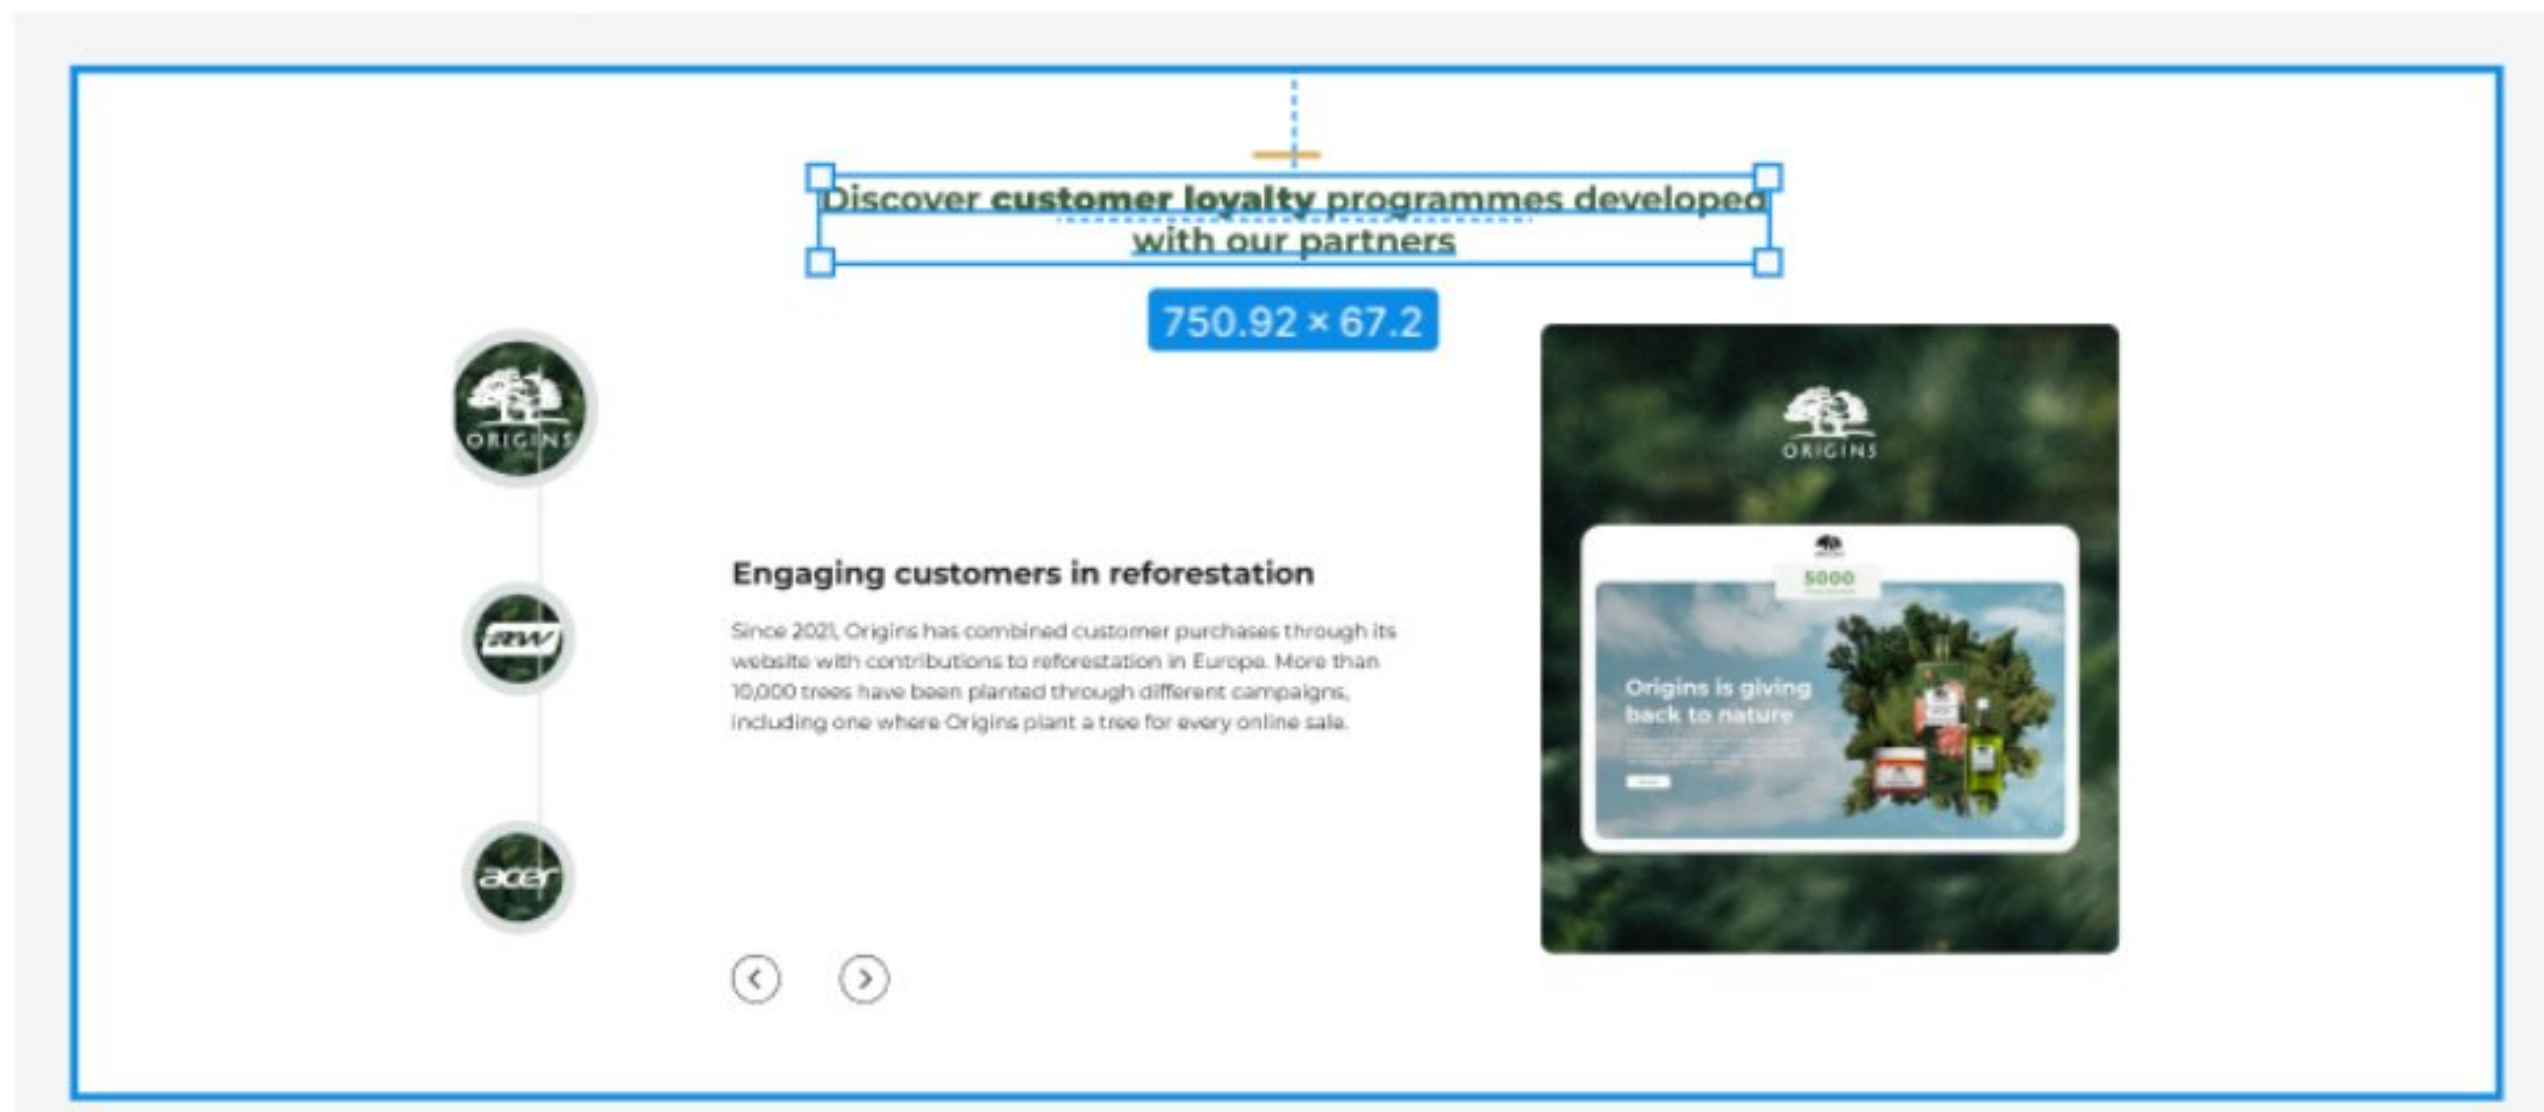 Discover customer loyalty programmes developed
with our partners
750.92 × 67.2
ORIGINS
ORIGINS
5000
Engaging customers in reforestation
Since 2021, Origins has combined customer purchases through its
website with contributions to reforestation in Europe. More than
10,000 trees have been planted through different campaigns,
including one where Origins plant a tree for every online sale.
Origins is giving
back to nature
acer